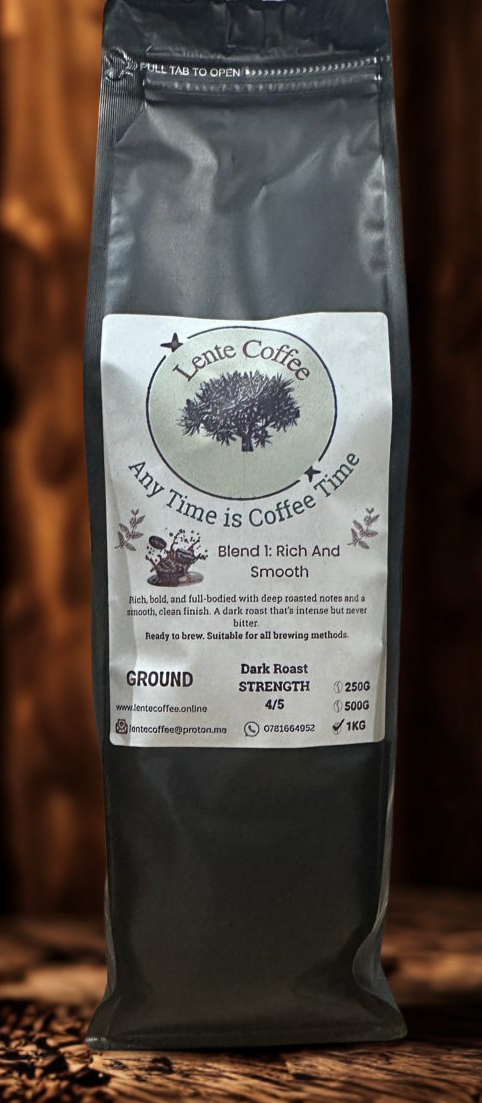 PULL TAB TO OPEN
Lente Coffee
Any Time is Coffee Time
Blend 1: Rich And
Smooth
Rich, bold, and full-bodied with deep roasted notes and a
smooth, clean finish. A dark roast that's intense but never
bitter.
Ready to brew. Suitable for all brewing methods.
GROUND
Dark Roast
STRENGTH
4/5
250G
500G
1KG
www.lentecoffee.online
lentecoffee@proton.me
0781664952